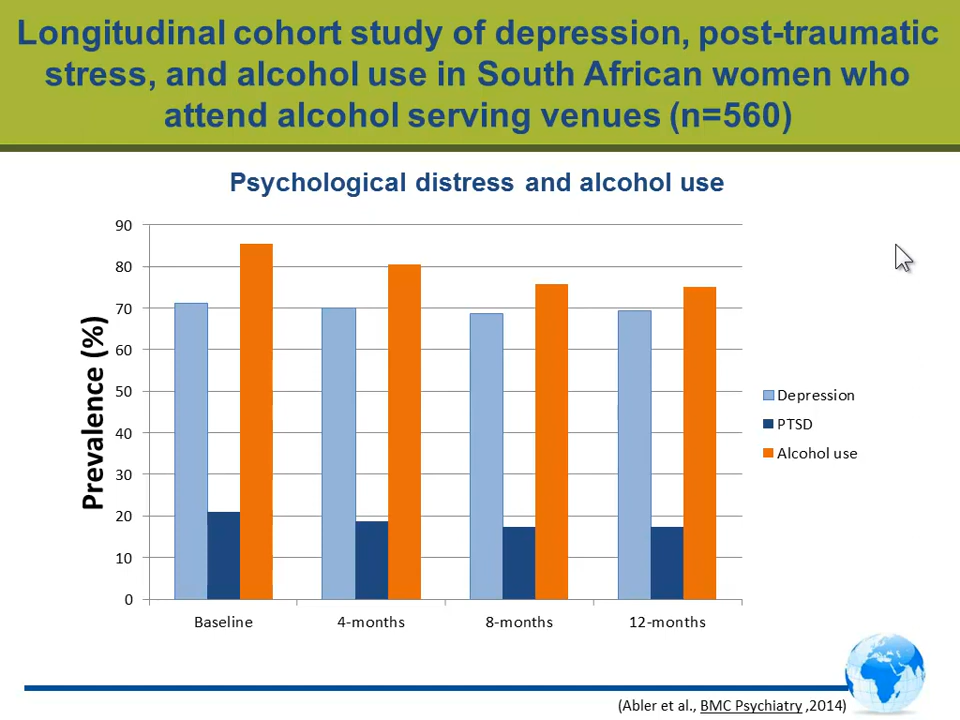 Longitudinal cohort study of depression, post-traumatic
stress, and alcohol use in South African women who
attend alcohol serving venues (n=560)
Psychological distress and alcohol use
Prevalence (%)
90
80
70
60
50
40
30
20
10
0
Baseline
4-months
8-months
12-months
Depression
PTSD
Alcohol use
(Abler et al., BMC Psychiatry ,2014)